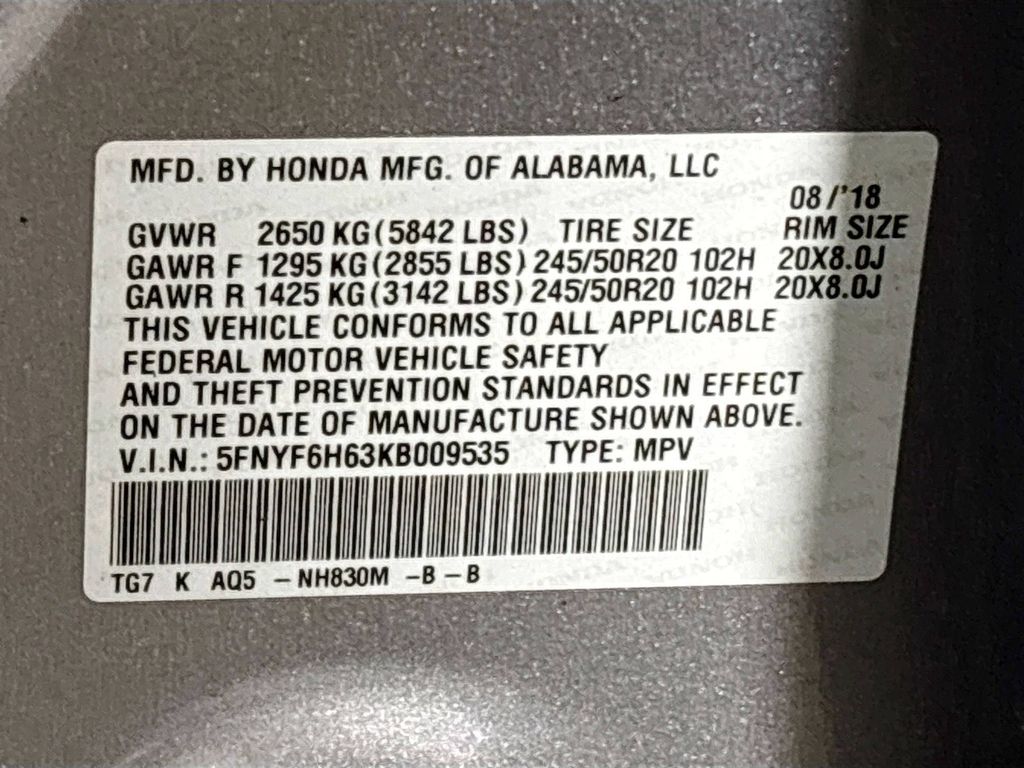 MFD. BY HONDA MFG. OF ALABAMA, LLC
08/'18
GVWR 2650 KG(5842 LBS) TIRE SIZE RIM SIZE
GAWR F 1295 KG(2855 LBS) 245/50R20 102H 20X8.0J
GAWR R 1425 KG(3142 LBS) 245/50R20 102H 20X8.0J
THIS VEHICLE CONFORMS TO ALL APPLICABLE
FEDERAL MOTOR VEHICLE SAFETY
AND THEFT PREVENTION STANDARDS IN EFFECT
ON THE DATE OF MANUFACTURE SHOWN ABOVE.
V.I.N.: 5FNYF6H63KB009535 TYPE: MPV
TG7 K AQ5 -NH830M -B-B